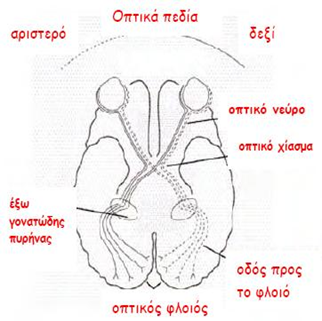 Οπτικά πεδία
αριστερό
δεξί
οπτικό νεύρο
οπτικό χίασμα
έξω
γονατώδης
πυρήνας
οδός προς
το φλοιό
οπτικός φλοιός